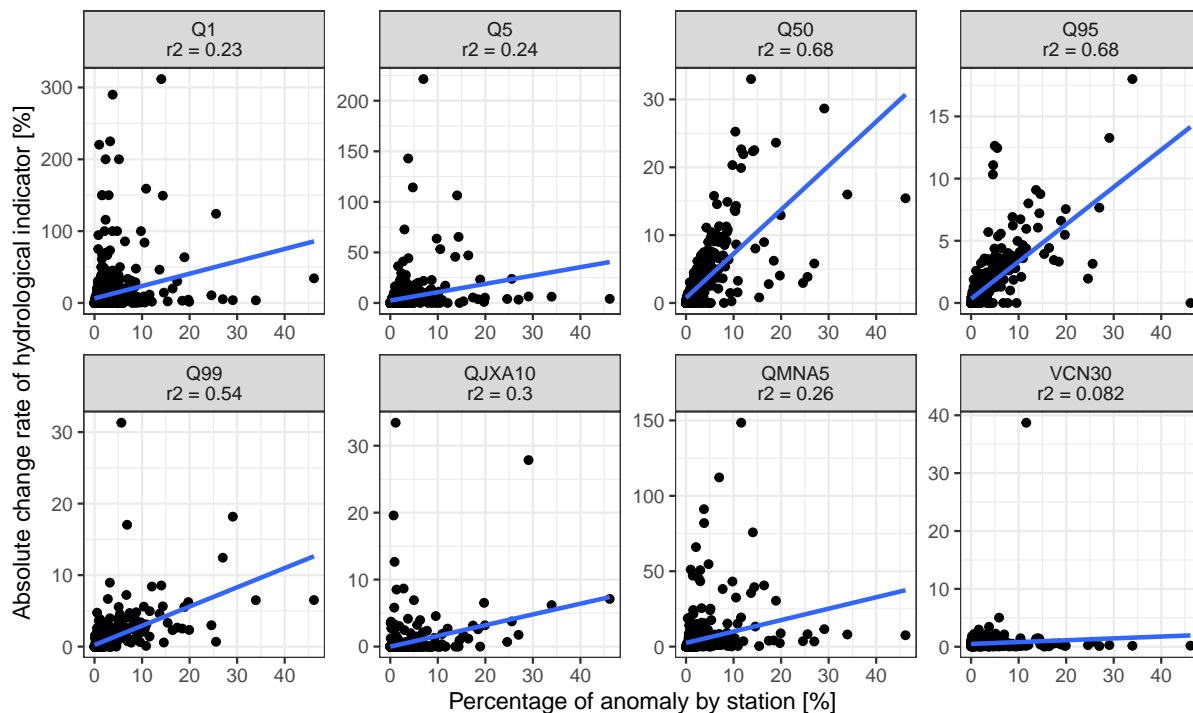 Absolute change rate of hydrological indicator [%]
Q1
r2 = 0.23
Q5
r2 = 0.24
Q50
r2 = 0.68
Q95
r2 = 0.68
300
200
100
0
200
150
100
50
0
30
20
10
0
15
10
5
0
0 10 20 30 40
0 10 20 30 40
0 10 20 30 40
0 10 20 30 40
Q99
r2 = 0.54
QJXA10
r2 = 0.3
QMNA5
r2 = 0.26
VCN30
r2 = 0.082
30
20
10
0
30
20
10
0
150
100
50
0
40
30
20
10
0
0 10 20 30 40
0 10 20 30 40
0 10 20 30 40
0 10 20 30 40
Percentage of anomaly by station [%]